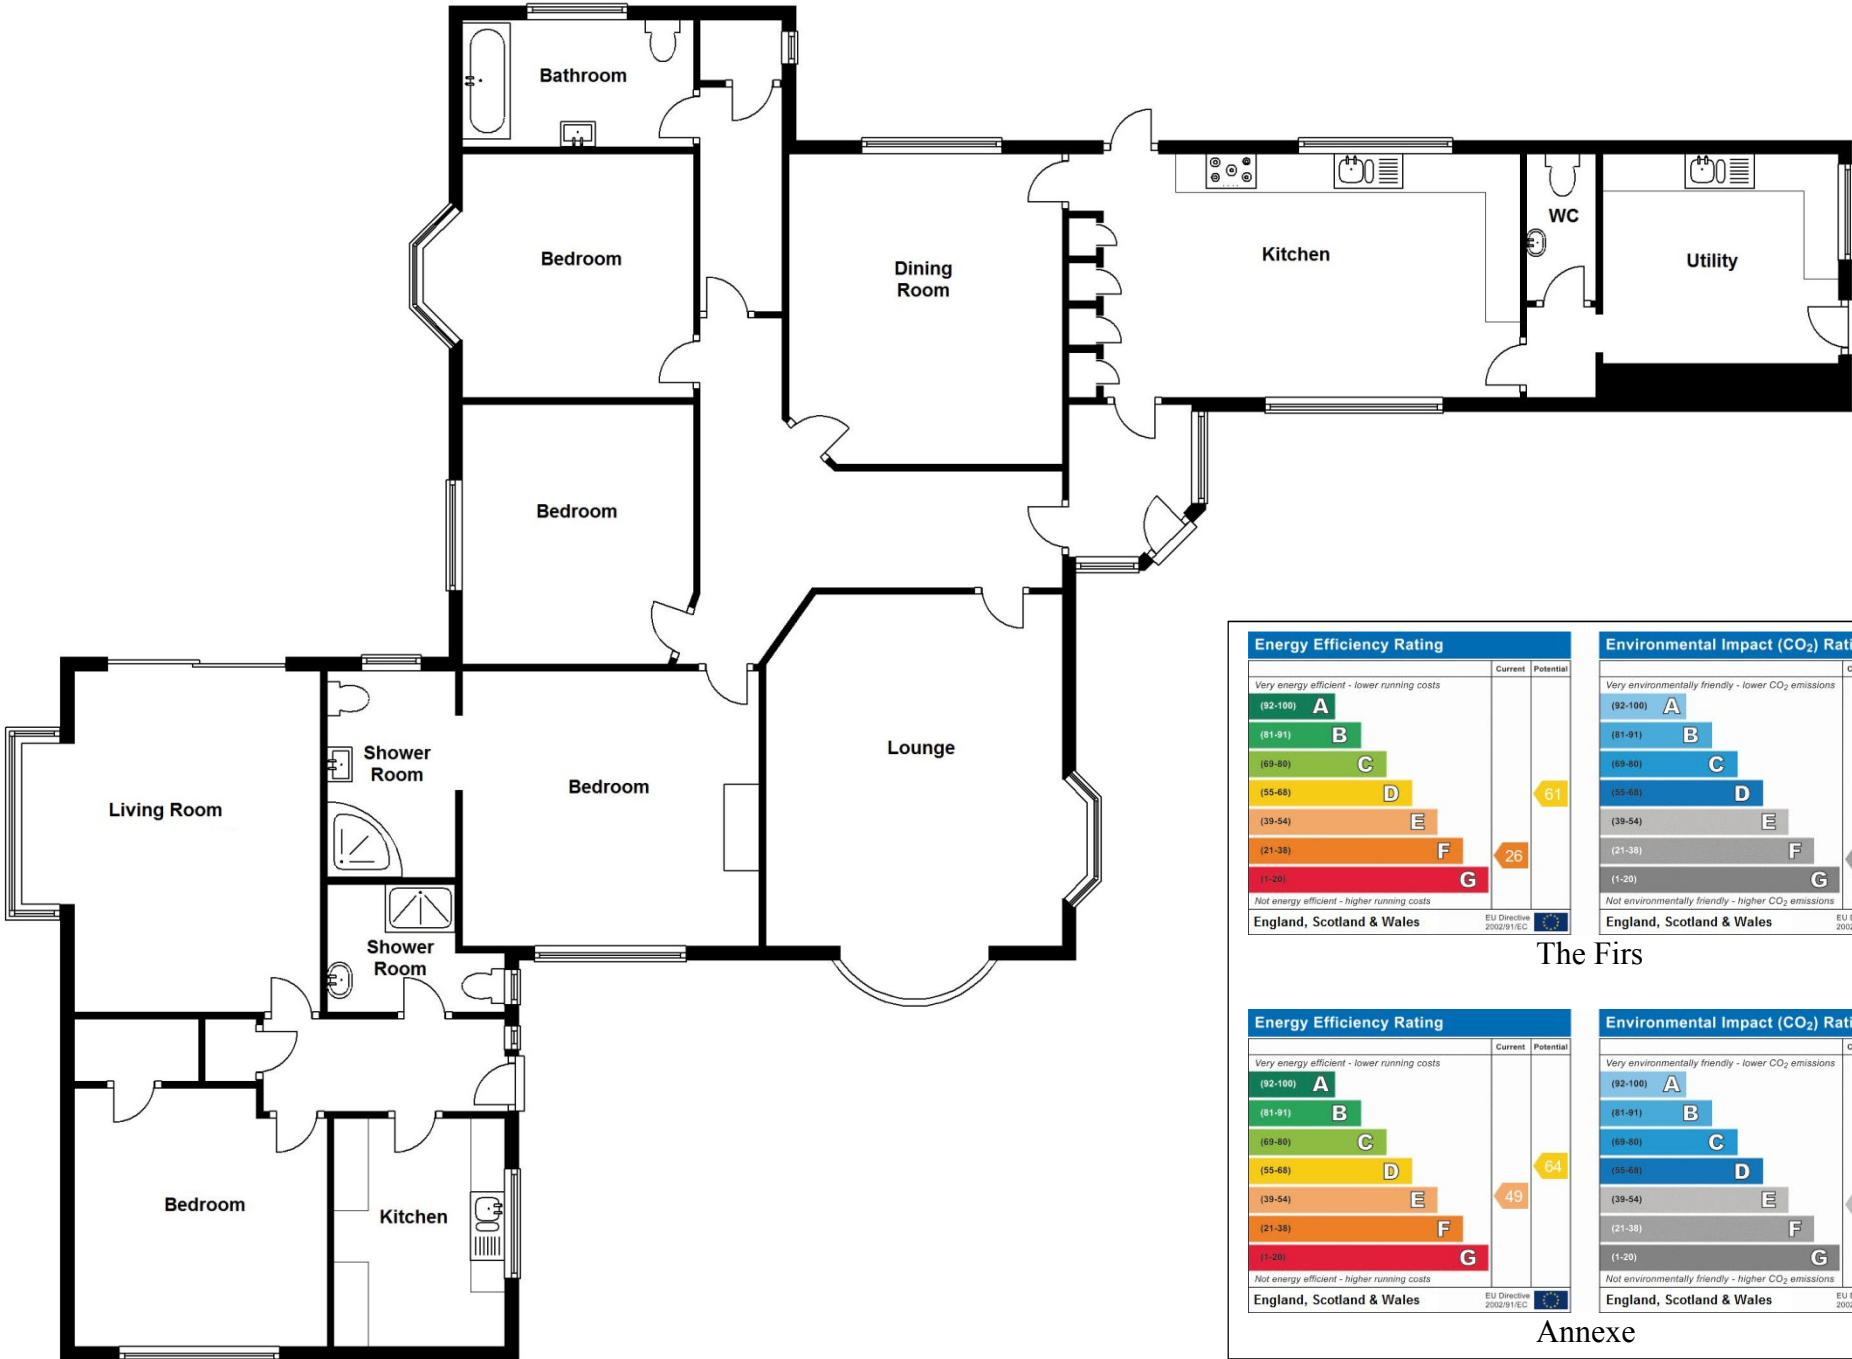 Bathroom
Bedroom
Dining
Room
Kitchen
WC
Utility
Bedroom
Living Room
Shower
Room
Bedroom
Lounge
Shower
Room
Bedroom
Kitchen
Energy Efficiency Rating
Current Potential
Very energy efficient - lower running costs
(92-100) A
(81-91) B
(69-80) C
(55-68) D
61
(39-54) E
(21-38) F
26
(1-20) G
Not energy efficient - higher running costs
England, Scotland & Wales
EU Directive
2002/91/EC
Environmental Impact (CO₂) Rati
C
Very environmentally friendly - lower CO₂ emissions
(92-100) A
(81-91) B
(69-80) C
(55-68) D
(39-54) E
(21-38) F
(1-20) G
Not environmentally friendly - higher CO₂ emissions
England, Scotland & Wales
EU D
2002
The Firs
Energy Efficiency Rating
Current Potential
Very energy efficient - lower running costs
(92-100) A
(81-91) B
(69-80) C
(55-68) D
64
(39-54) E
49
(21-38) F
(1-20) G
Not energy efficient - higher running costs
England, Scotland & Wales
EU Directive
2002/91/EC
Environmental Impact (CO₂) Rati
C
Very environmentally friendly - lower CO₂ emissions
(92-100) A
(81-91) B
(69-80) C
(55-68) D
(39-54) E
(21-38) F
(1-20) G
Not environmentally friendly - higher CO₂ emissions
England, Scotland & Wales
EU D
2002
Annexe